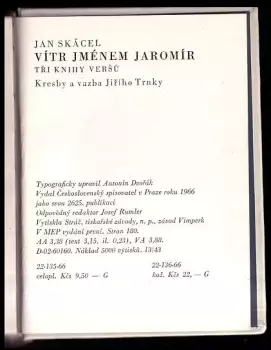 JAN SKÁCEL
VÍTR JMÉNEM JAROMÍR
TŘI KNIHY VERŠŮ
Kresby a vazba Jiřího Trnky
Typograficky upravil Antonín Dvořák
Vydal Československý spisovatel v Praze roku 1966
jako svou 2625. publikaci
Odpovědný redaktor Josef Rumler
Vytiskla Stráž, tiskařské závody, n. p., závod Vimperk
V MEP vydání první. Stran 180.
AA 3,38 (text 3,15, il. 0,23), VA 3,88.
D-02-60160. Náklad 5000 výtisků. 13/43
22-135-66
celopl. Kčs 9,50 — G
22-136-66
kož. Kčs 22,— G